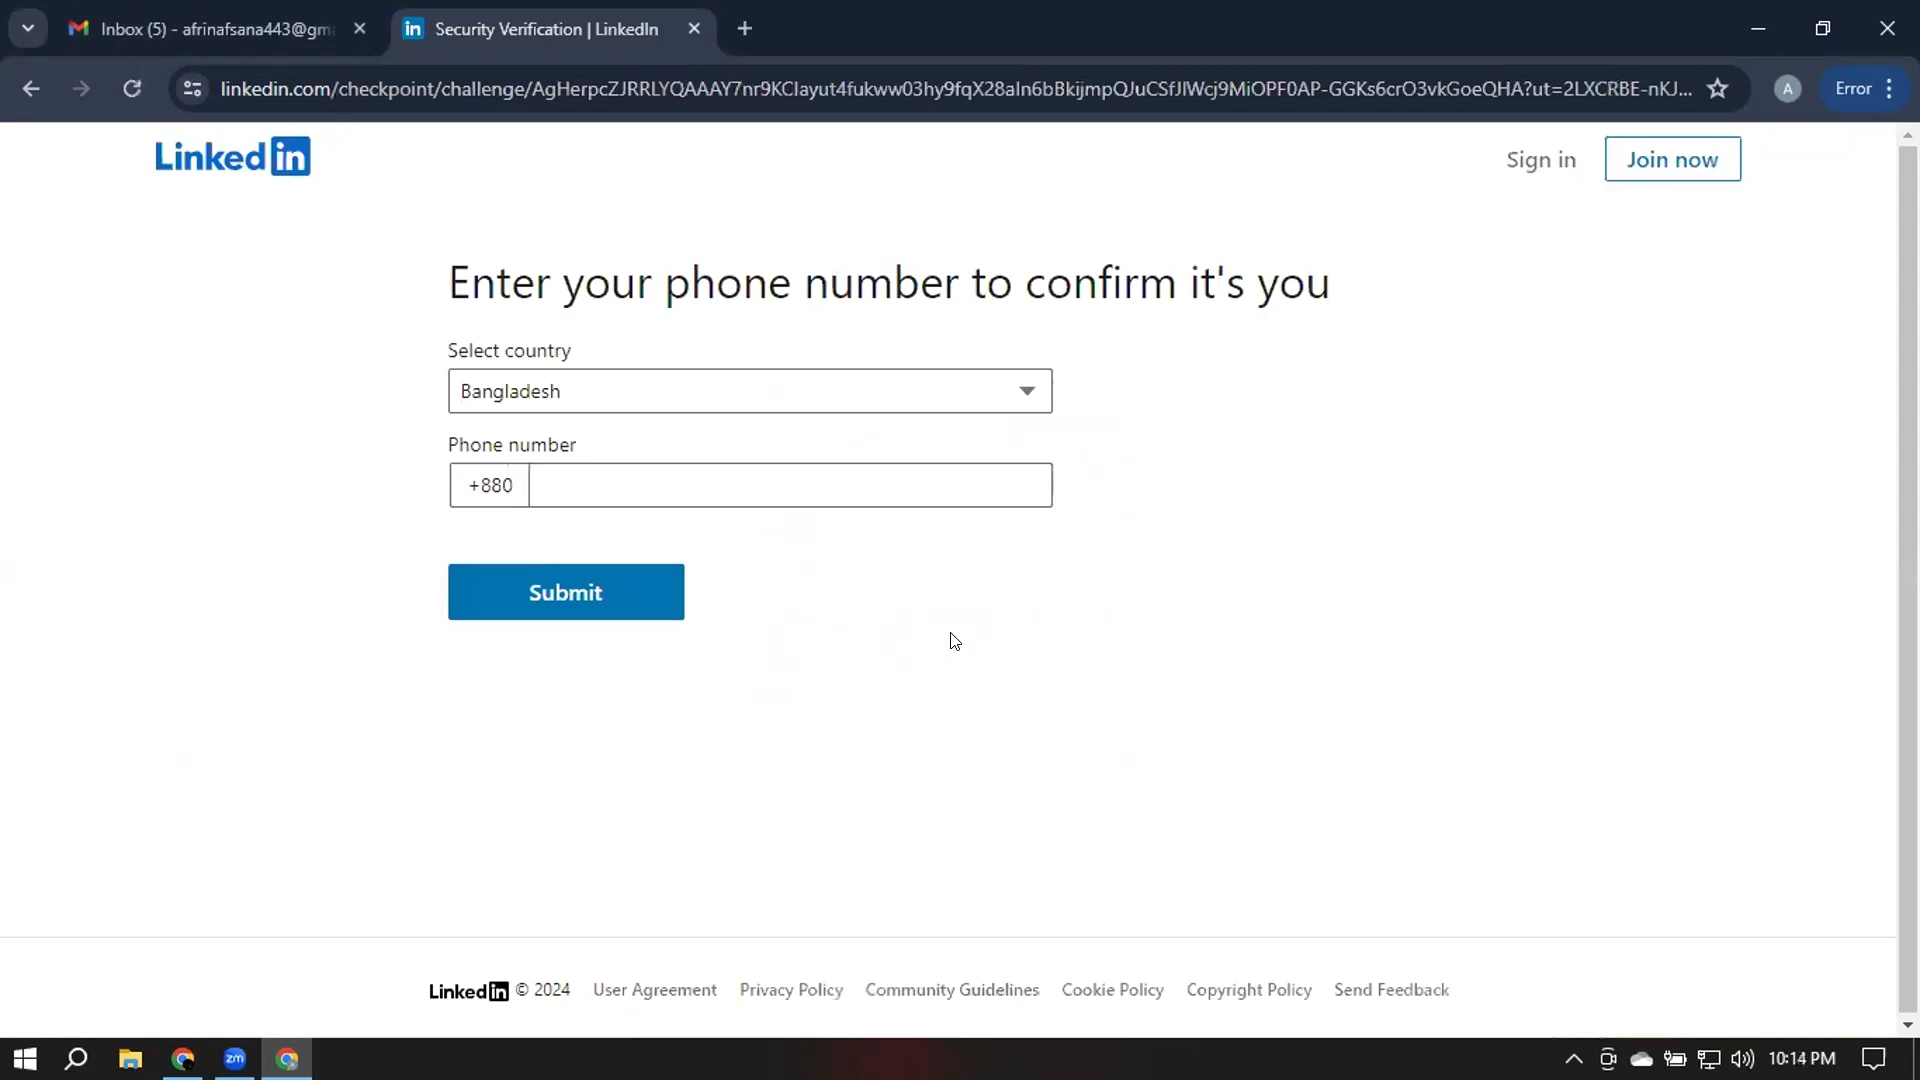 Inbox (5) - afrinafsana443@gm
Security Verification | LinkedIn
linkedin.com/checkpoint/challenge/AgHerpcZJRRLYQAAAY7nr9KClayut4fukww03hy9fqX28aln6bBkijmpQJuCSfJlWcj9MiOPF0AP-GGKs6crO3vkGoeQHA?ut=2LXCRBE-nKJ...
A
Error
LinkedIn
Sign in
Join now
Enter your phone number to confirm it's you
Select country
Bangladesh
Phone number
+880
Submit
LinkedIn © 2024 User Agreement Privacy Policy Community Guidelines Cookie Policy Copyright Policy Send Feedback
zm
10:14 PM